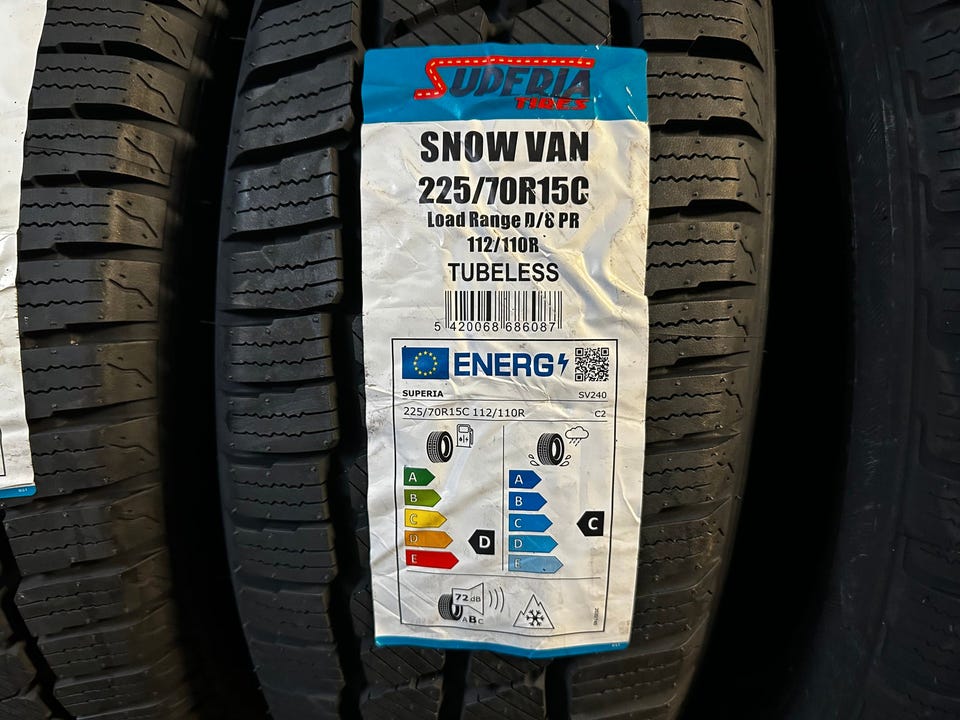 SUPERIA
TIRES
SNOW VAN
225/70R15C
Load Range D/8 PR
112/110R
TUBELESS
5 420068 686087
ENERG
SUPERIA SV240
225/70R15C 112/110R C2
A A
B B
C C C
D D D
E E
72 dB
ABC